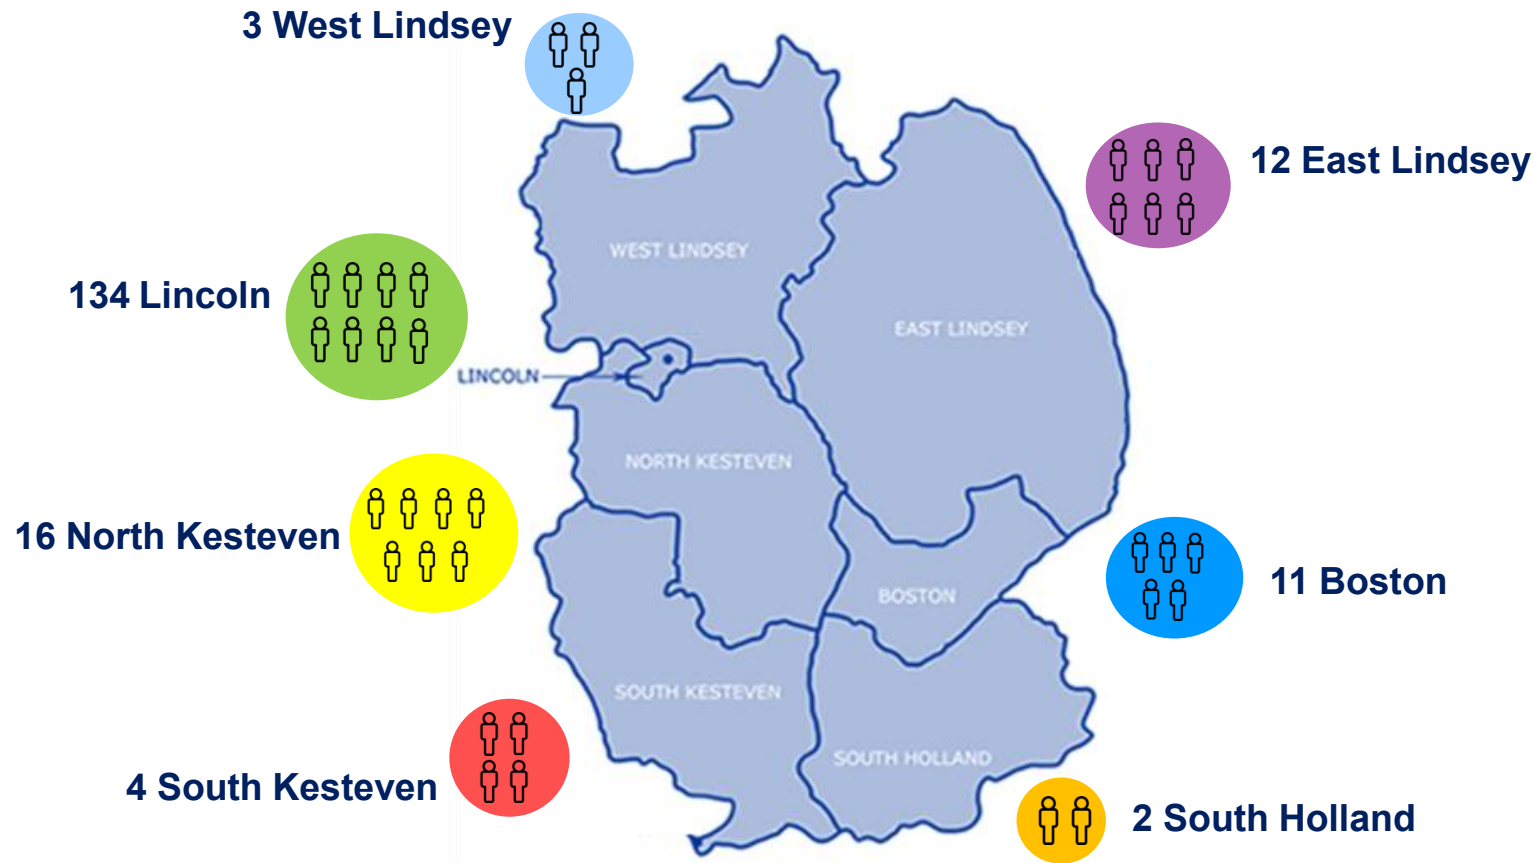 3 West Lindsey
12 East Lindsey
WEST LINDSEY
134 Lincoln
EAST LINDSEY
LINCOLN
NORTH KESTEVEN
16 North Kesteven
11 Boston
BOSTON
SOUTH KESTEVEN
SOUTH HOLLAND
4 South Kesteven
2 South Holland